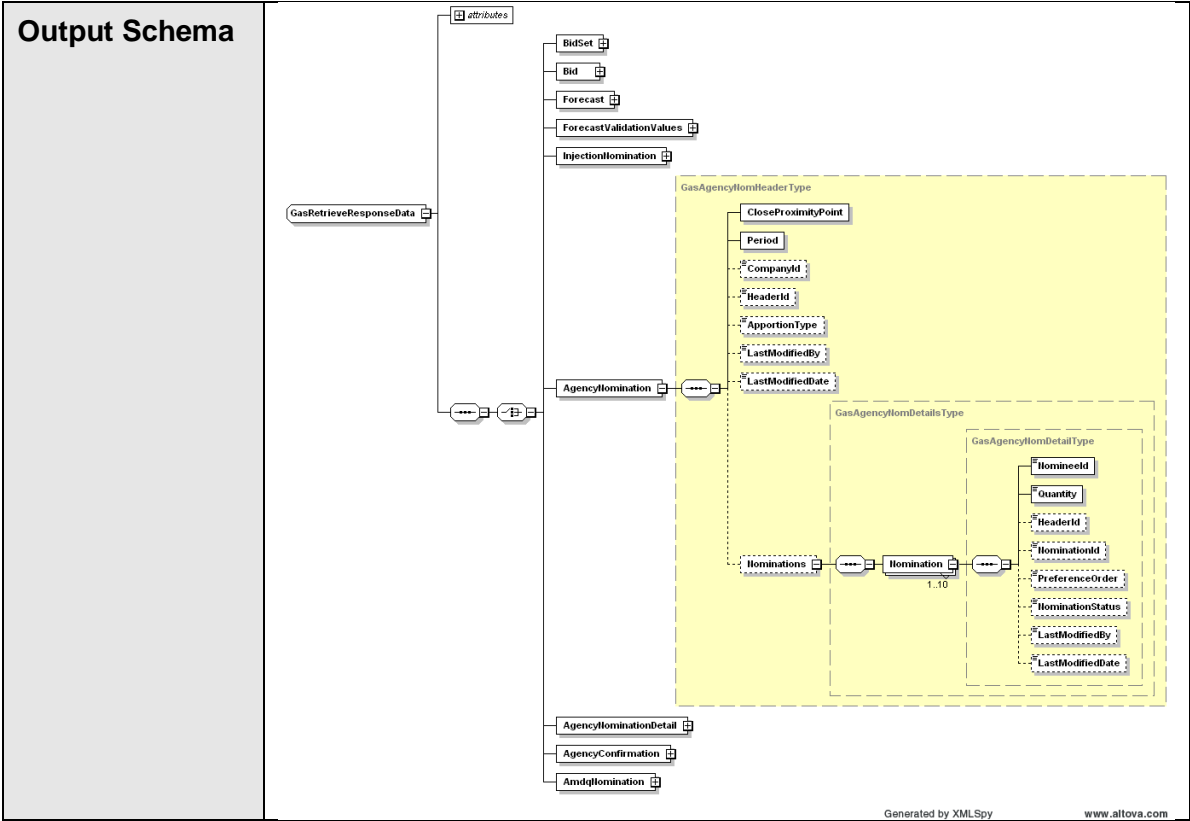 Output Schema
attributes
BidSet
Bid
Forecast
ForecastValidationValues
InjectionNomination
GasAgencyNomHeaderType
GasRetrieveResponseData
CloseProximityPoint
Period
CompanyId
HeaderId
ApportionType
LastModifiedBy
LastModifiedDate
AgencyNomination
GasAgencyNomDetailsType
GasAgencyNomDetailType
NomineeId
Quantity
HeaderId
NominationId
Nominations
Nomination
1..10
PreferenceOrder
NominationStatus
LastModifiedBy
LastModifiedDate
AgencyNominationDetail
AgencyConfirmation
AmdqNomination
Generated by XMLSpy www.altova.com